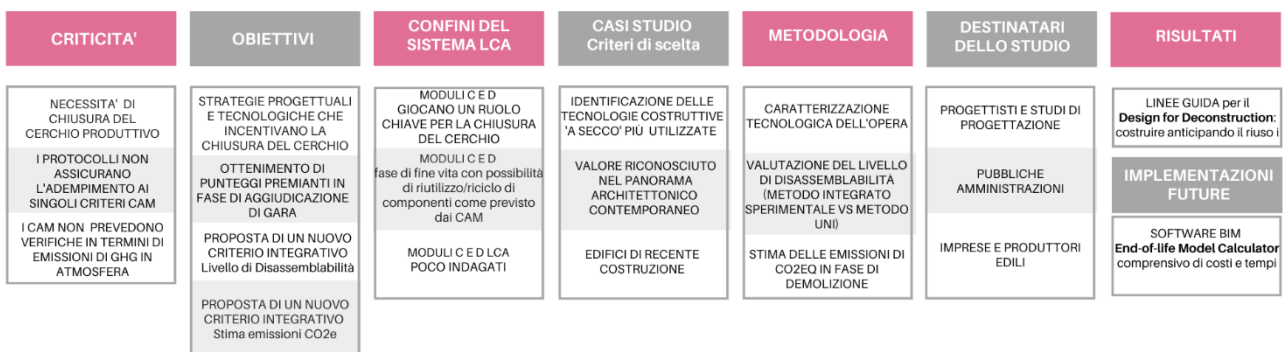 CRITICITA'
NECESSITA' DI
CHIUSURA DEL
CERCHIO PRODUTTIVO
I PROTOCOLLI NON
ASSICURANO
L'ADEMPIMENTO AI
SINGOLI CRITERI CAM
I CAM NON PREVEDONO
VERIFICHE IN TERMINI DI
EMISSIONI DI GHG IN
ATMOSFERA
OBIETTIVI
STRATEGIE PROGETTUALI
E TECNOLOGICHE CHE
INCENTIVANO LA
CHIUSURA DEL CERCHIO
OTTENIMENTO DI
PUNTEGGI PREMIANTI IN
FASE DI AGGIUDICAZIONE
DI GARA
PROPOSTA DI UN NUOVO
CRITERIO INTEGRATIVO
Livello di Disassemblabilità
PROPOSTA DI UN NUOVO
CRITERIO INTEGRATIVO
Stima emissioni CO2e
CONFINI DEL
SISTEMA LCA
MODULI C E D
GIOCANO UN RUOLO
CHIAVE PER LA CHIUSURA
DEL CERCHIO
MODULI C E D
fase di fine vita con possibilità
di riutilizzo/riciclo di
componenti come previsto
dai CAM
MODULI C E D LCA
POCO INDAGATI
CASI STUDIO
Criteri di scelta
IDENTIFICAZIONE DELLE
TECNOLOGIE COSTRUTTIVE
'A SECCO' PIÙ UTILIZZATE
VALORE RICONOSCIUTO
NEL PANORAMA
ARCHITETTONICO
CONTEMPORANEO
EDIFICI DI RECENTE
COSTRUZIONE
METODOLOGIA
CARATTERIZZAZIONE
TECNOLOGICA DELL'OPERA
VALUTAZIONE DEL LIVELLO
DI DISASSEMBLABILITÀ
(METODO INTEGRATO
SPERIMENTALE VS METODO
UNI)
STIMA DELLE EMISSIONI DI
CO2EQ IN FASE DI
DEMOLIZIONE
DESTINATARI
DELLO STUDIO
PROGETTISTI E STUDI DI
PROGETTAZIONE
PUBBLICHE
AMMINISTRAZIONI
IMPRESE E PRODUTTORI
EDILI
RISULTATI
LINEE GUIDA per il
Design for Deconstruction:
costruire anticipando il riuso i
IMPLEMENTAZIONI
FUTURE
SOFTWARE BIM
End-of-life Model Calculator
comprensivo di costi e tempi